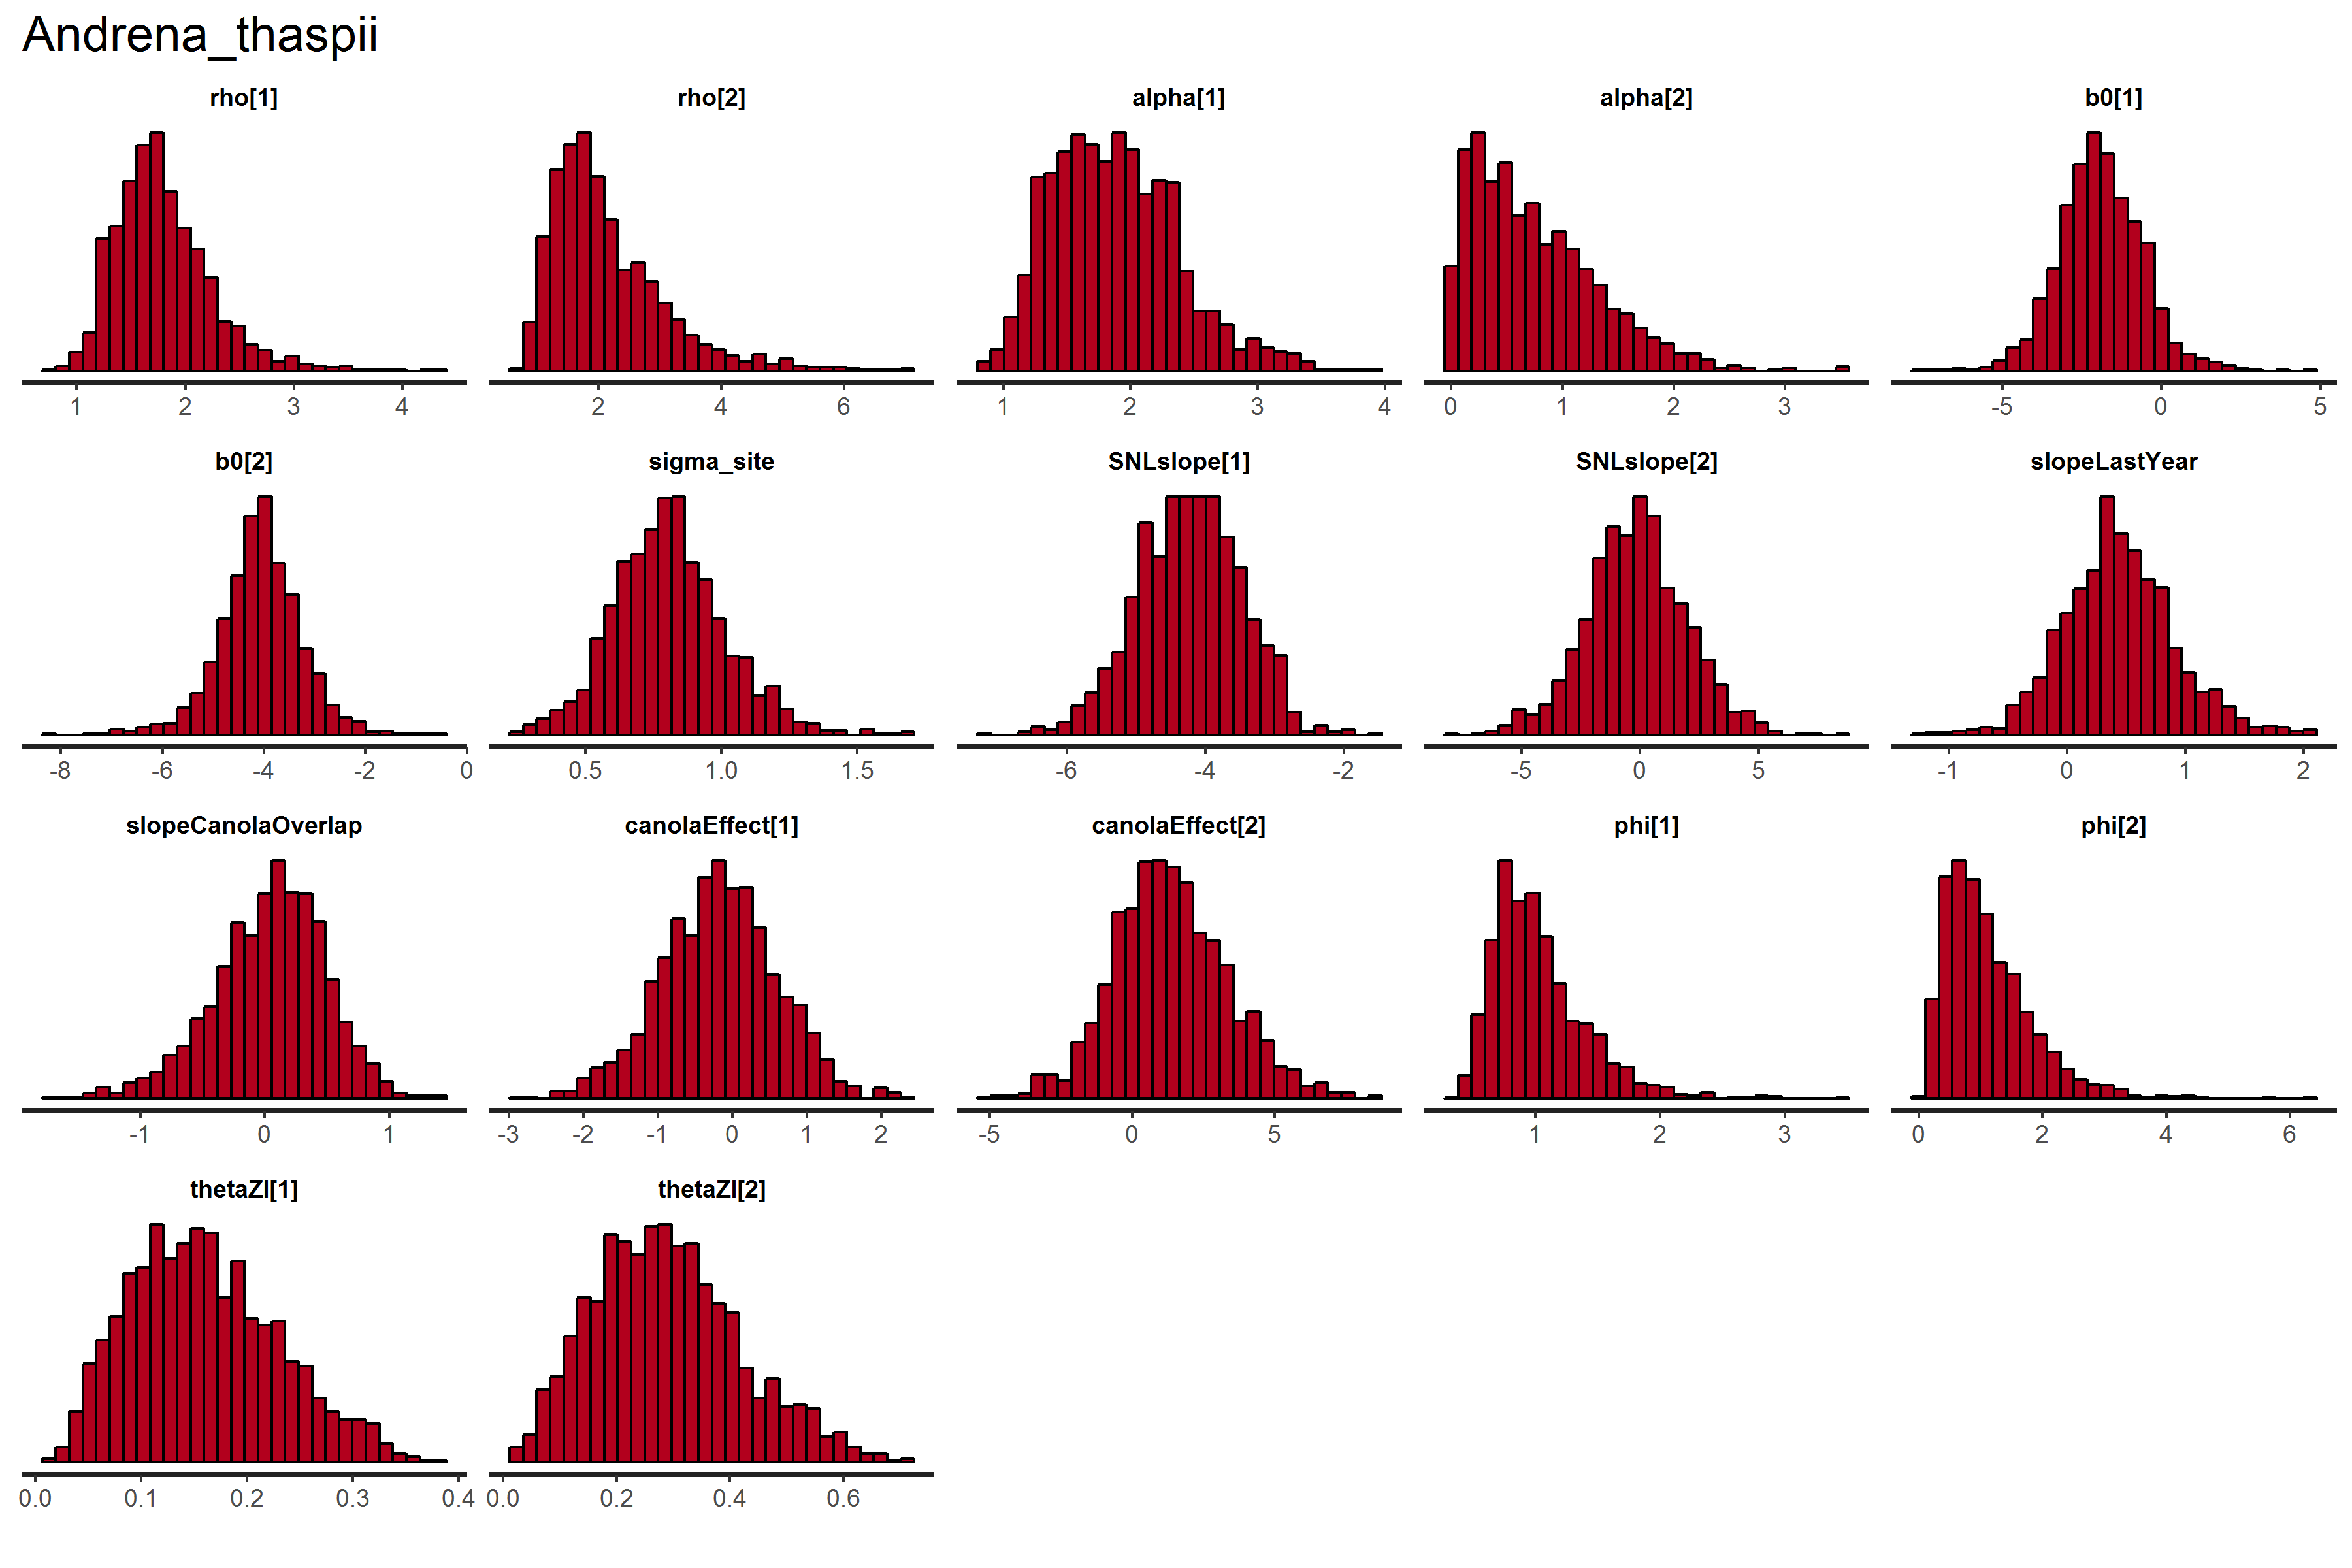 Andrena_thaspii
rho[1] rho[2] alpha[1] alpha[2] b0[1]
1 2 3 4 2 4 6 1 2 3 4 0 1 2 3 -5 0 5
b0[2] sigma_site SNLslope[1] SNLslope[2] slopeLastYear
-8 -6 -4 -2 0 0.5 1.0 1.5 -6 -4 -2 -5 0 5 -1 0 1 2
slopeCanolaOverlap canolaEffect[1] canolaEffect[2] phi[1] phi[2]
-1 0 1 -3 -2 -1 0 1 2 -5 0 5 1 2 3 0 2 4 6
thetaZI[1] thetaZI[2]
0.0 0.1 0.2 0.3 0.4 0.0 0.2 0.4 0.6